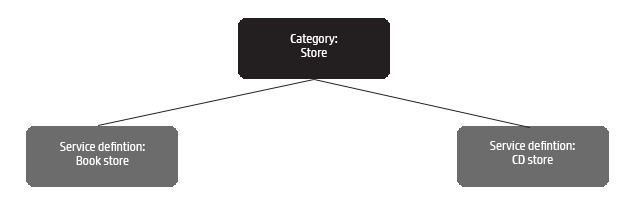 Category:
Store
Service defintion:
Book store
Service defintion:
CD store